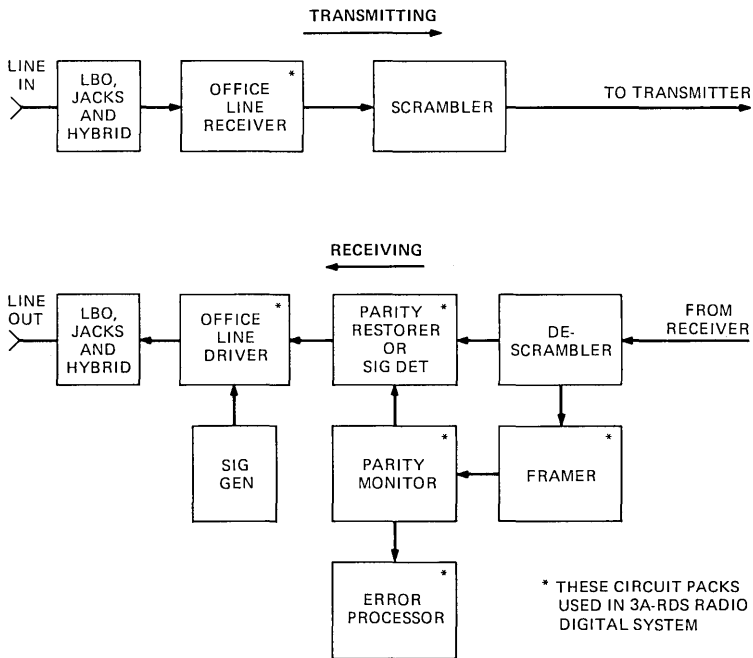 TRANSMITTING
LINE
IN
LBO,
JACKS
AND
HYBRID
*
OFFICE
LINE
RECEIVER
SCRAMBLER
TO TRANSMITTER
RECEIVING
LINE
OUT
LBO,
JACKS
AND
HYBRID
*
OFFICE
LINE
DRIVER
*
PARITY
RESTORER
OR
SIG DET
DE-
SCRAMBLER
FROM
RECEIVER
SIG
GEN
*
PARITY
MONITOR
*
FRAMER
*
ERROR
PROCESSOR
* THESE CIRCUIT PACKS
USED IN 3A-RDS RADIO
DIGITAL SYSTEM